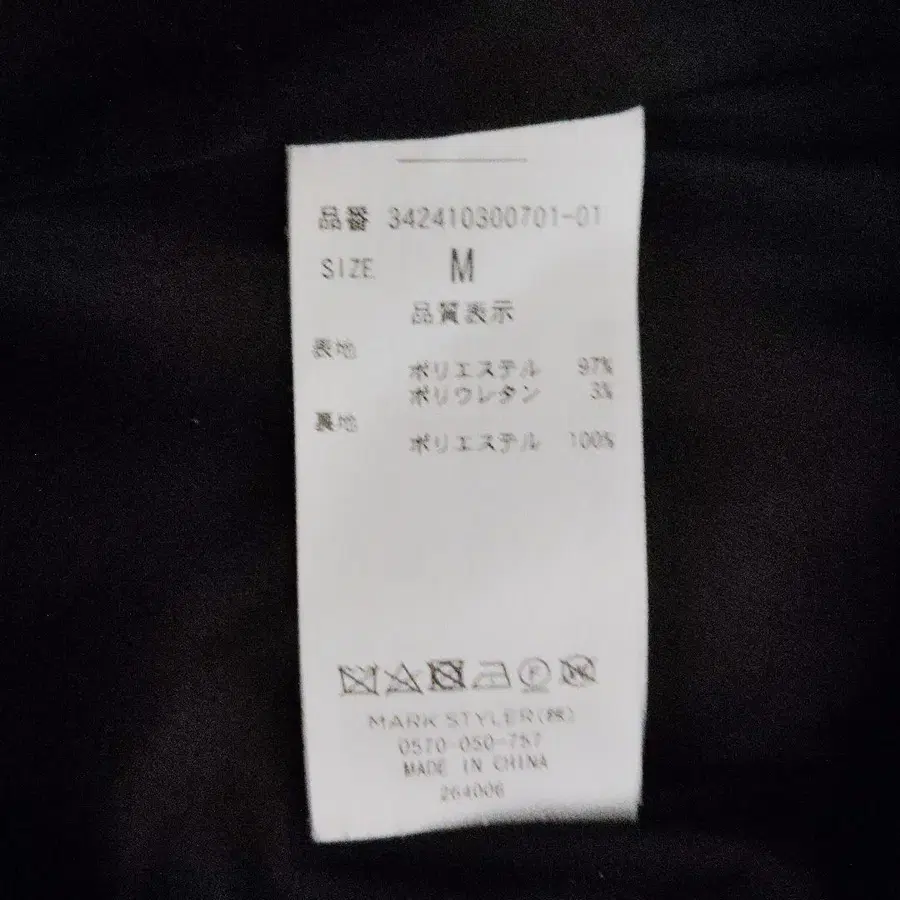 品番 342410300701-01
SIZE M
品質表示
表地
ポリエステル 97%
ポリウレタン 3%
裏地
ポリエステル 100%
MARK STYLER(株)
0570-050-757
MADE IN CHINA
264006